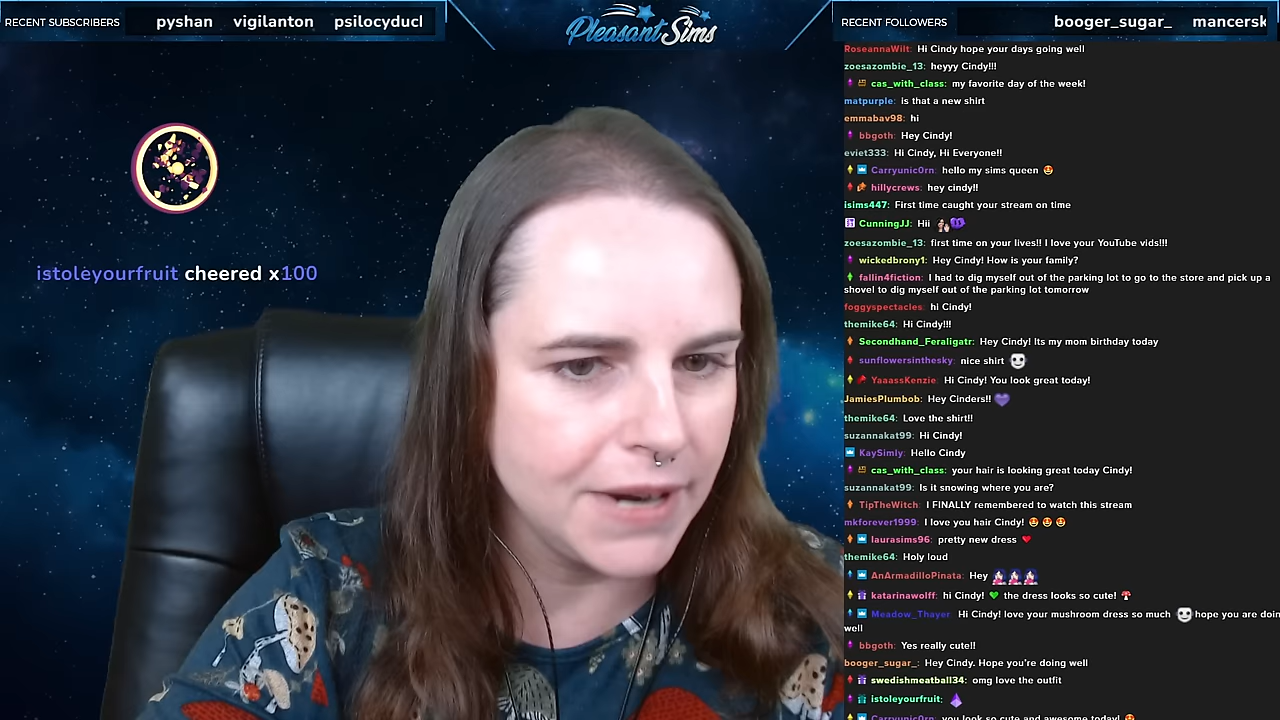 RECENT SUBSCRIBERS pyshan vigilanton psilocyducl
PleasantSims
RECENT FOLLOWERS booger_sugar_ mancersk
istoleyourfruit cheered x100
RoseannaWilt: Hi Cindy hope your days going well
zoesazombie_13: heyyy Cindy!!!
cas_with_class: my favorite day of the week!
matpurple: is that a new shirt
emmabav98: hi
bbgoth: Hey Cindy!
eviet333: Hi Cindy, Hi Everyone!!
Carryunic0rn: hello my sims queen
hillycrews: hey cindy!!
isims447: First time caught your stream on time
CunningJJ: Hii
zoesazombie_13: first time on your lives!! I love your YouTube vids!!!
wickedbrony1: Hey Cindy! How is your family?
fallin4fiction: I had to dig myself out of the parking lot to go to the store and pick up a
shovel to dig myself out of the parking lot tomorrow
foggyspectacles: hi Cindy!
themike64: Hi Cindy!!!
Secondhand_Feraligatr: Hey Cindy! Its my mom birthday today
sunflowersinthesky: nice shirt
YaaassKenzie: Hi Cindy! You look great today!
JamiesPlumbob: Hey Cinders!!
themike64: Love the shirt!!
suzannakat99: Hi Cindy!
KaySimly: Hello Cindy
cas_with_class: your hair is looking great today Cindy!
suzannakat99: Is it snowing where you are?
TipTheWitch: I FINALLY remembered to watch this stream
mkforever1999: I love you hair Cindy!
laurasims96: pretty new dress
themike64: Holy loud
AnArmadilloPinata: Hey
katarinawolff: hi Cindy! the dress looks so cute!
Meadow_Thayer: Hi Cindy! love your mushroom dress so much hope you are doin
well
bbgoth: Yes really cute!!
booger_sugar_: Hey Cindy. Hope you're doing well
swedishmeatball34: omg love the outfit
istoleyourfruit:
Carryunic0rn: you look so cute and awesome today!